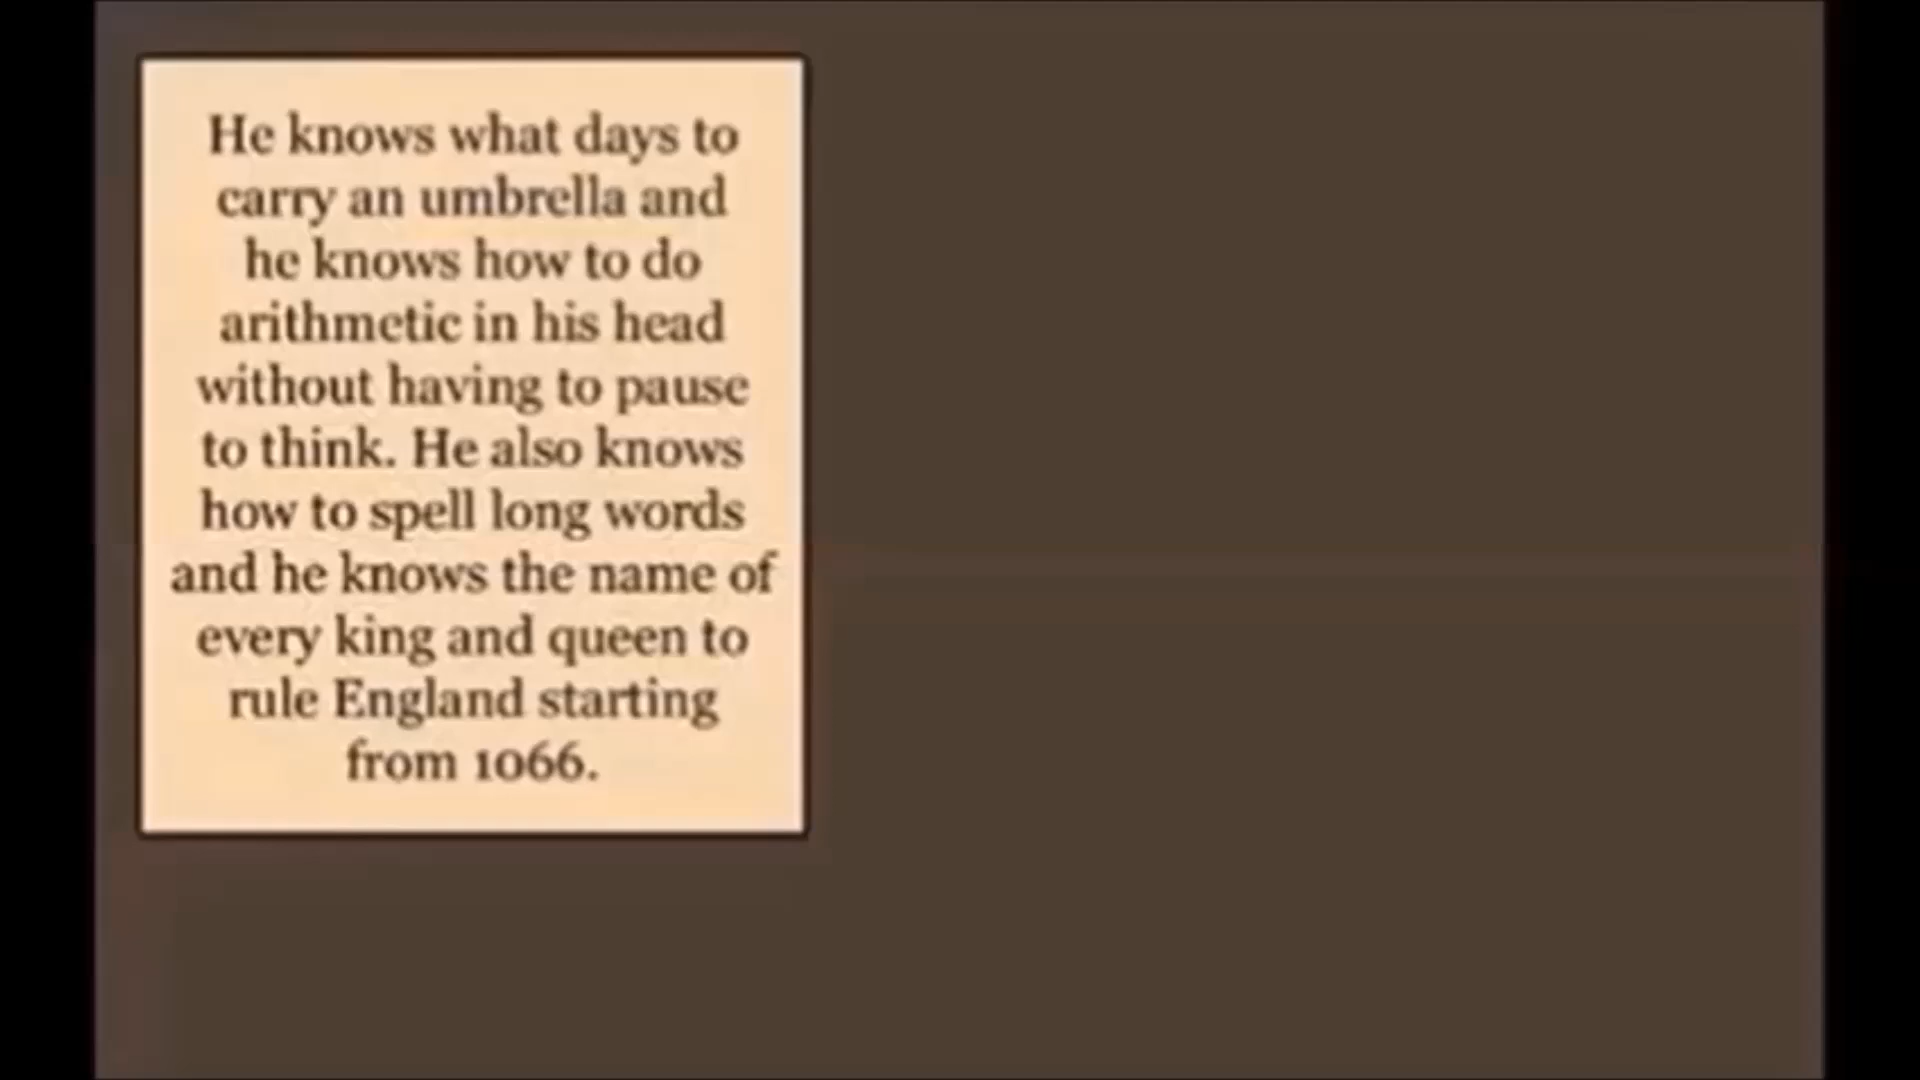 He knows what days to
carry an umbrella and
he knows how to do
arithmetic in his head
without having to pause
to think. He also knows
how to spell long words
and he knows the name of
every king and queen to
rule England starting
from 1066.